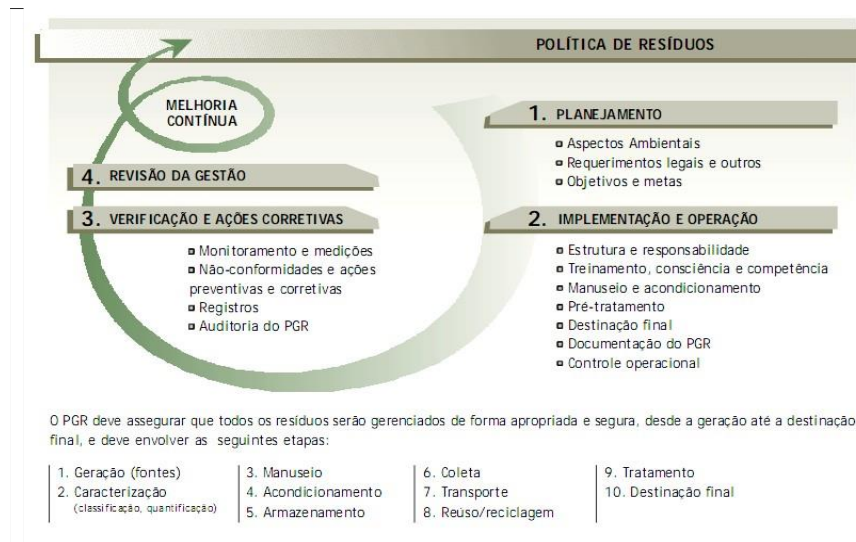 POLÍTICA DE RESÍDUOS
MELHORIA
CONTÍNUA
1. PLANEJAMENTO
Aspectos Ambientais
Requerimentos legais e outros
Objetivos e metas
2. IMPLEMENTAÇÃO E OPERAÇÃO
Estrutura e responsabilidade
Treinamento, consciência e competência
Manuseio e acondicionamento
Pré-tratamento
Destinação final
Documentação do PGR
Controle operacional
3. VERIFICAÇÃO E AÇÕES CORRETIVAS
Monitoramento e medições
Não-conformidades e ações
preventivas e corretivas
Registros
Auditoria do PGR
4. REVISÃO DA GESTÃO
O PGR deve assegurar que todos os resíduos serão gerenciados de forma apropriada e segura, desde a geração até a destinação
final, e deve envolver as seguintes etapas:
1. Geração (fontes)
2. Caracterização
(classificação, quantificação)
3. Manuseio
4. Acondicionamento
5. Armazenamento
6. Coleta
7. Transporte
8. Reúso/reciclagem
9. Tratamento
10. Destinação final